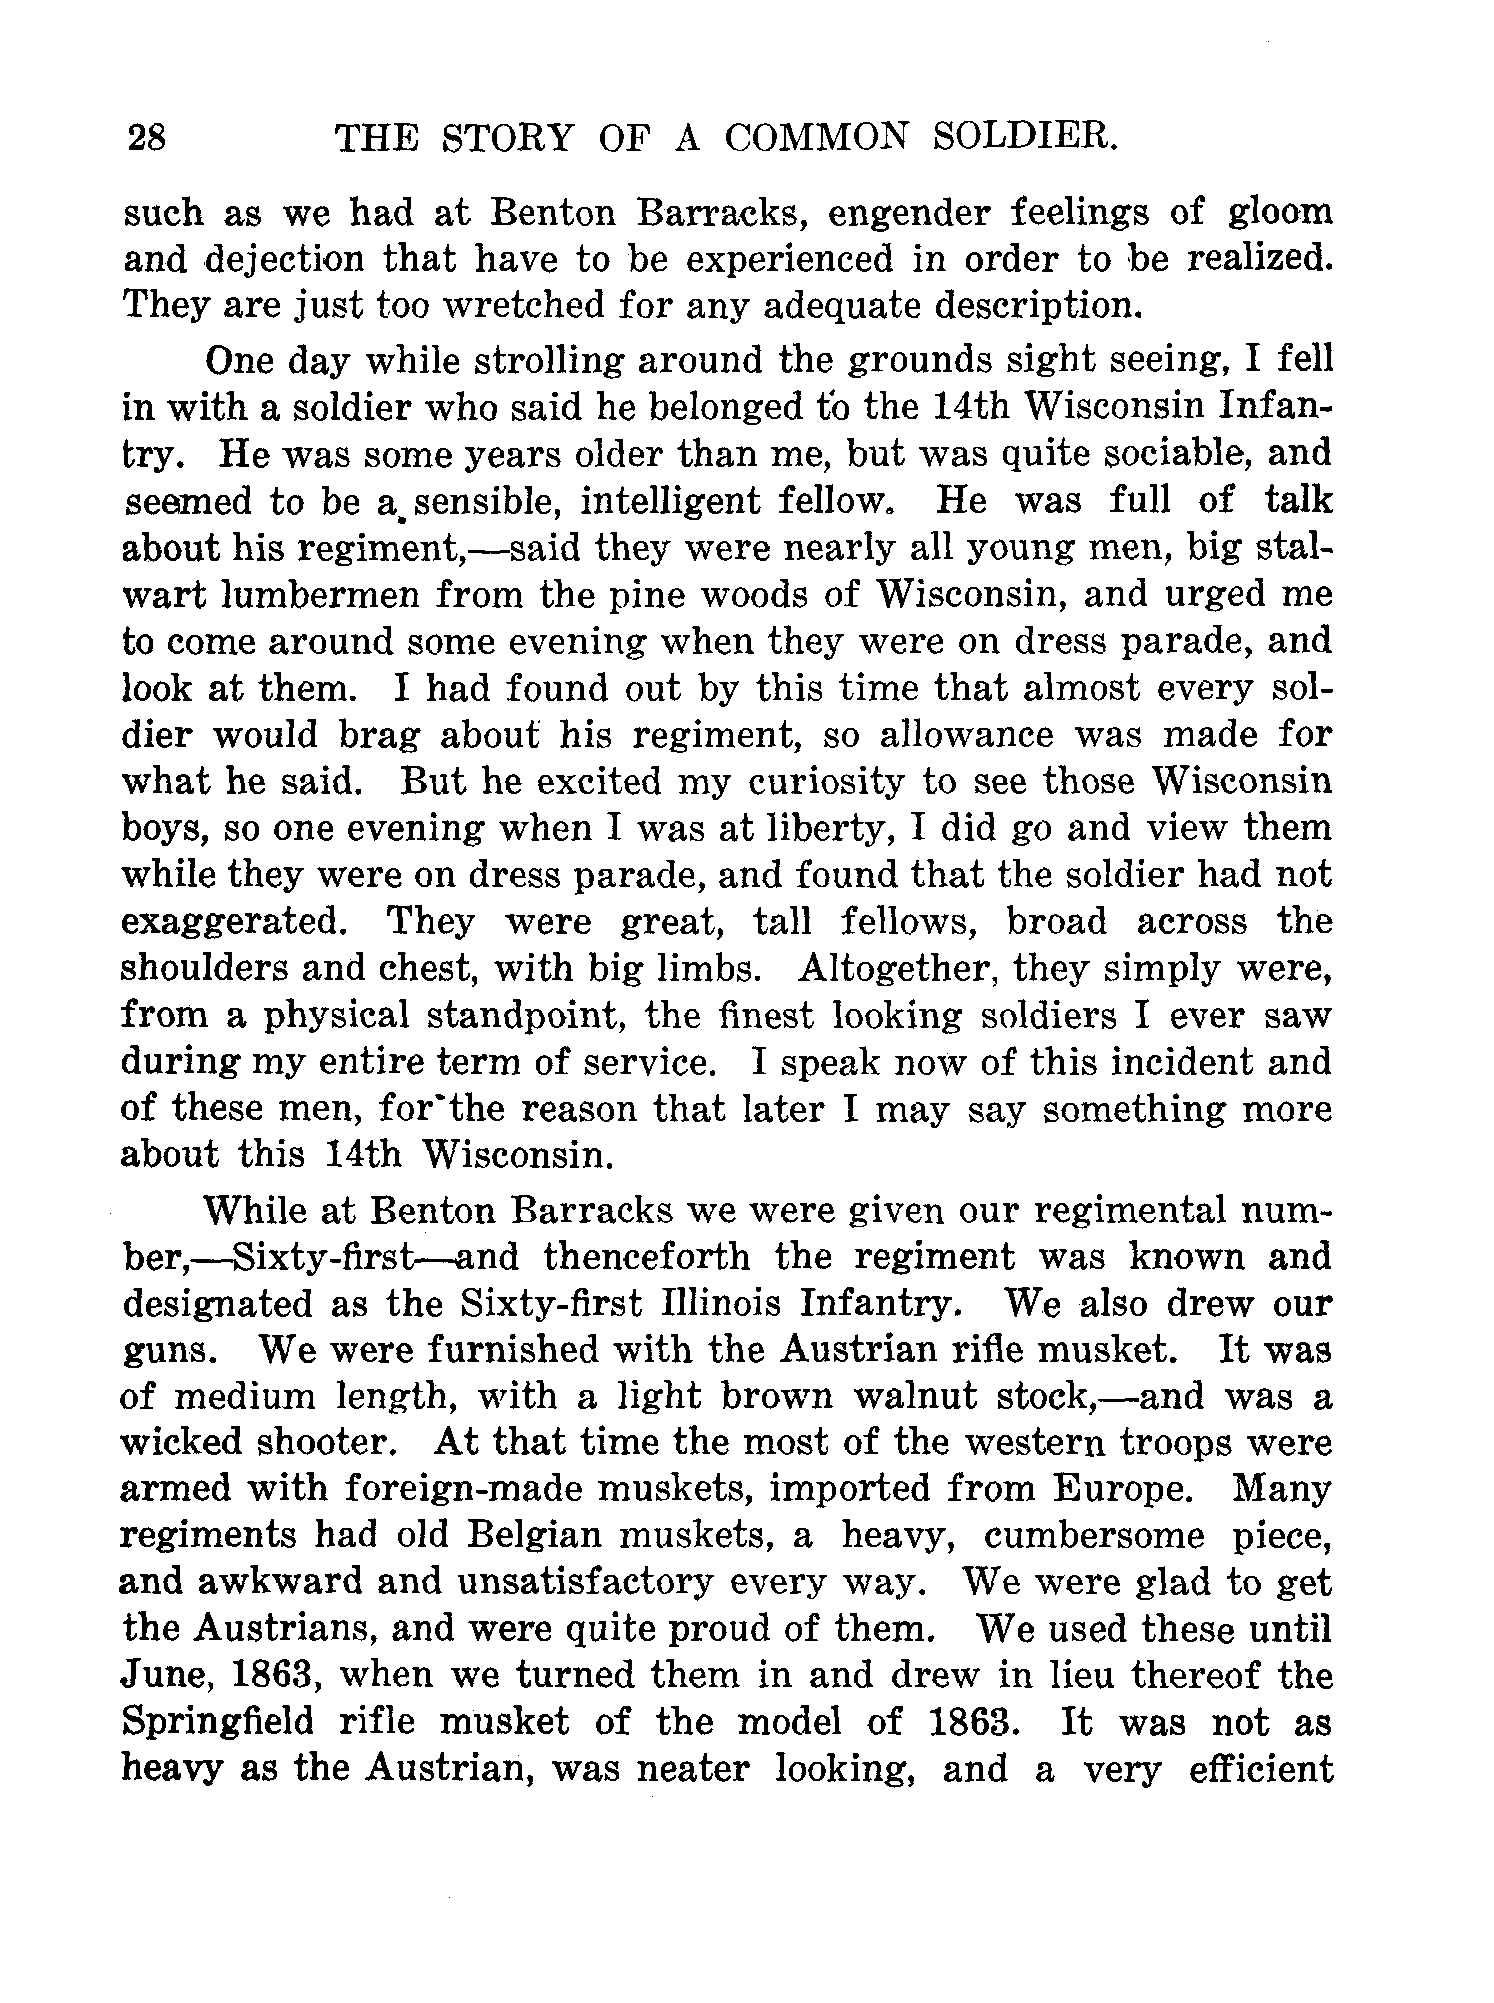 28 THE STORY OF A COMMON SOLDIER.
such as we had at Benton Barracks, engender feelings of gloom
and dejection that have to be experienced in order to be realized.
They are just too wretched for any adequate description.
One day while strolling around the grounds sight seeing, I fell
in with a soldier who said he belonged to the 14th Wisconsin Infan-
try. He was some years older than me, but was quite sociable, and
seemed to be a sensible, intelligent fellow. He was full of talk
about his regiment,—said they were nearly all young men, big stal-
wart lumbermen from the pine woods of Wisconsin, and urged me
to come around some evening when they were on dress parade, and
look at them. I had found out by this time that almost every sol-
dier would brag about his regiment, so allowance was made for
what he said. But he excited my curiosity to see those Wisconsin
boys, so one evening when I was at liberty, I did go and view them
while they were on dress parade, and found that the soldier had not
exaggerated. They were great, tall fellows, broad across the
shoulders and chest, with big limbs. Altogether, they simply were,
from a physical standpoint, the finest looking soldiers I ever saw
during my entire term of service. I speak now of this incident and
of these men, for the reason that later I may say something more
about this 14th Wisconsin.
While at Benton Barracks we were given our regimental num-
ber,—Sixty-first—and thenceforth the regiment was known and
designated as the Sixty-first Illinois Infantry. We also drew our
guns. We were furnished with the Austrian rifle musket. It was
of medium length, with a light brown walnut stock,—and was a
wicked shooter. At that time the most of the western troops were
armed with foreign-made muskets, imported from Europe. Many
regiments had old Belgian muskets, a heavy, cumbersome piece,
and awkward and unsatisfactory every way. We were glad to get
the Austrians, and were quite proud of them. We used these until
June, 1863, when we turned them in and drew in lieu thereof the
Springfield rifle musket of the model of 1863. It was not as
heavy as the Austrian, was neater looking, and a very efficient